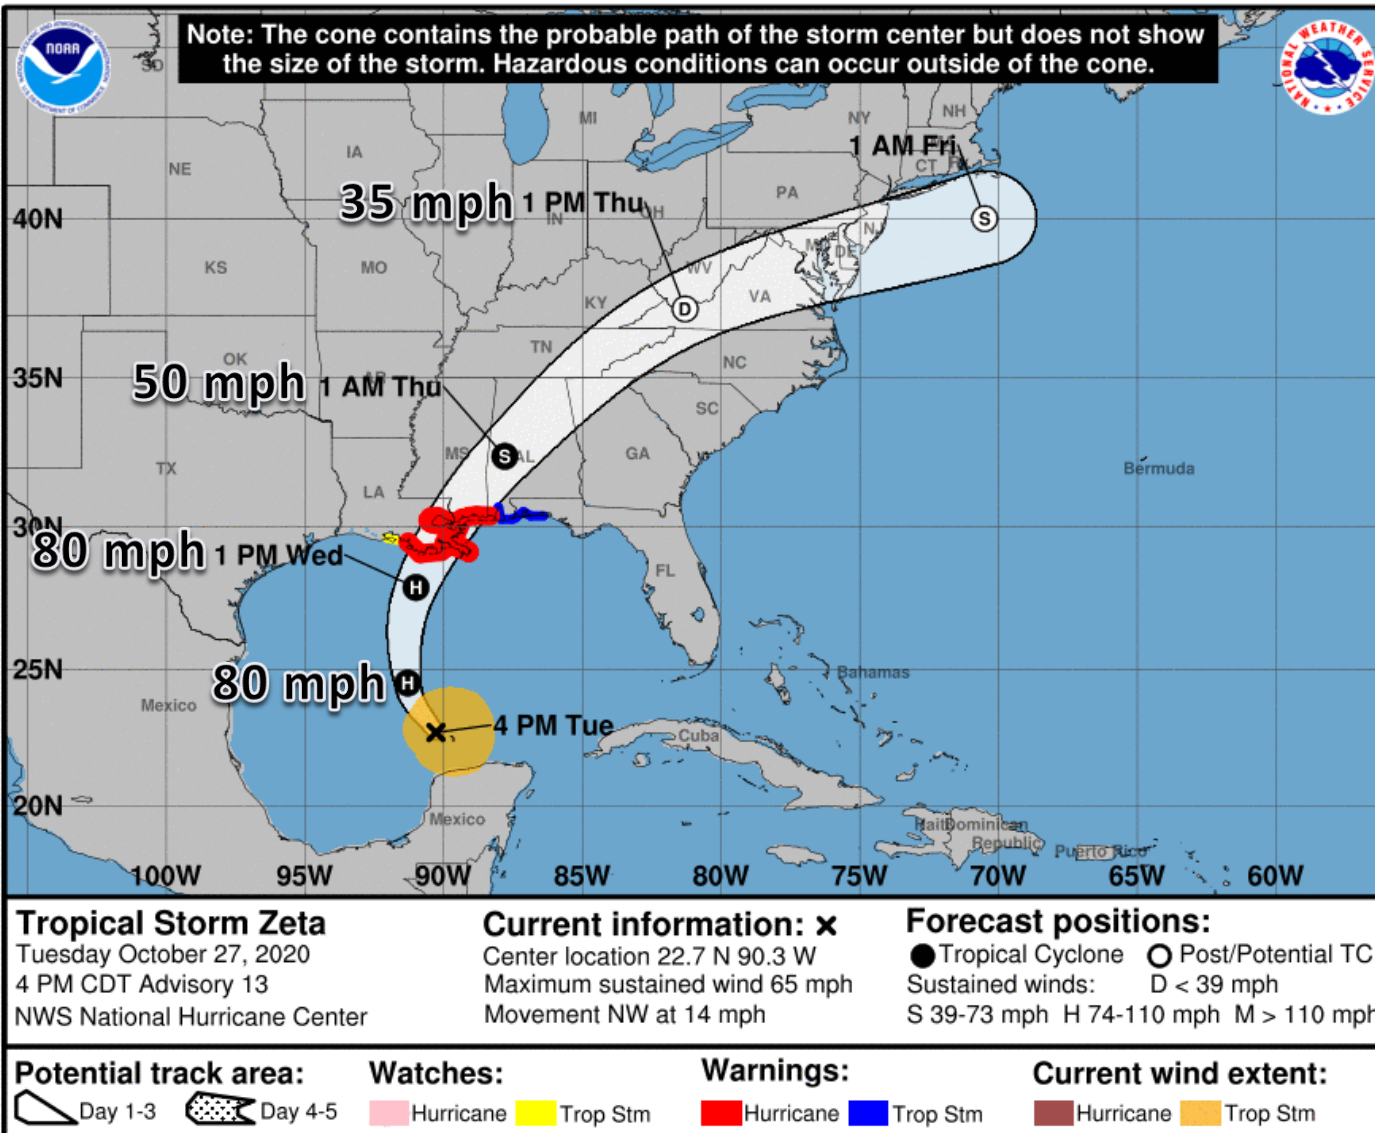 Note: The cone contains the probable path of the storm center but does not show
the size of the storm. Hazardous conditions can occur outside of the cone.
NOAA
NATIONAL WEATHER SERVICE
SD
MI
NY
NH
1 AM Fri
IA
NE
CT
PA
35 mph 1 PM Thu
IN
OH
40N
S
NJ
DE
KS
MO
WV
KY
VA
D
TN
OK
NC
35N
50 mph 1 AM Thu
SC
MS
S
AL
GA
TX
Bermuda
LA
30N
80 mph 1 PM Wed
FL
H
25N
80 mph
H
Bahamas
Mexico
4 PM Tue
Cuba
20N
Mexico
Haiti
Dominican
Republic
Puerto Rico
100W 95W 90W 85W 80W 75W 70W 65W 60W
Tropical Storm Zeta
Tuesday October 27, 2020
4 PM CDT Advisory 13
NWS National Hurricane Center
Current information: ×
Center location 22.7 N 90.3 W
Maximum sustained wind 65 mph
Movement NW at 14 mph
Forecast positions:
Tropical Cyclone Post/Potential TC
Sustained winds: D < 39 mph
S 39-73 mph H 74-110 mph M > 110 mph
Potential track area:
Day 1-3 Day 4-5
Watches:
Hurricane Trop Stm
Warnings:
Hurricane Trop Stm
Current wind extent:
Hurricane Trop Stm